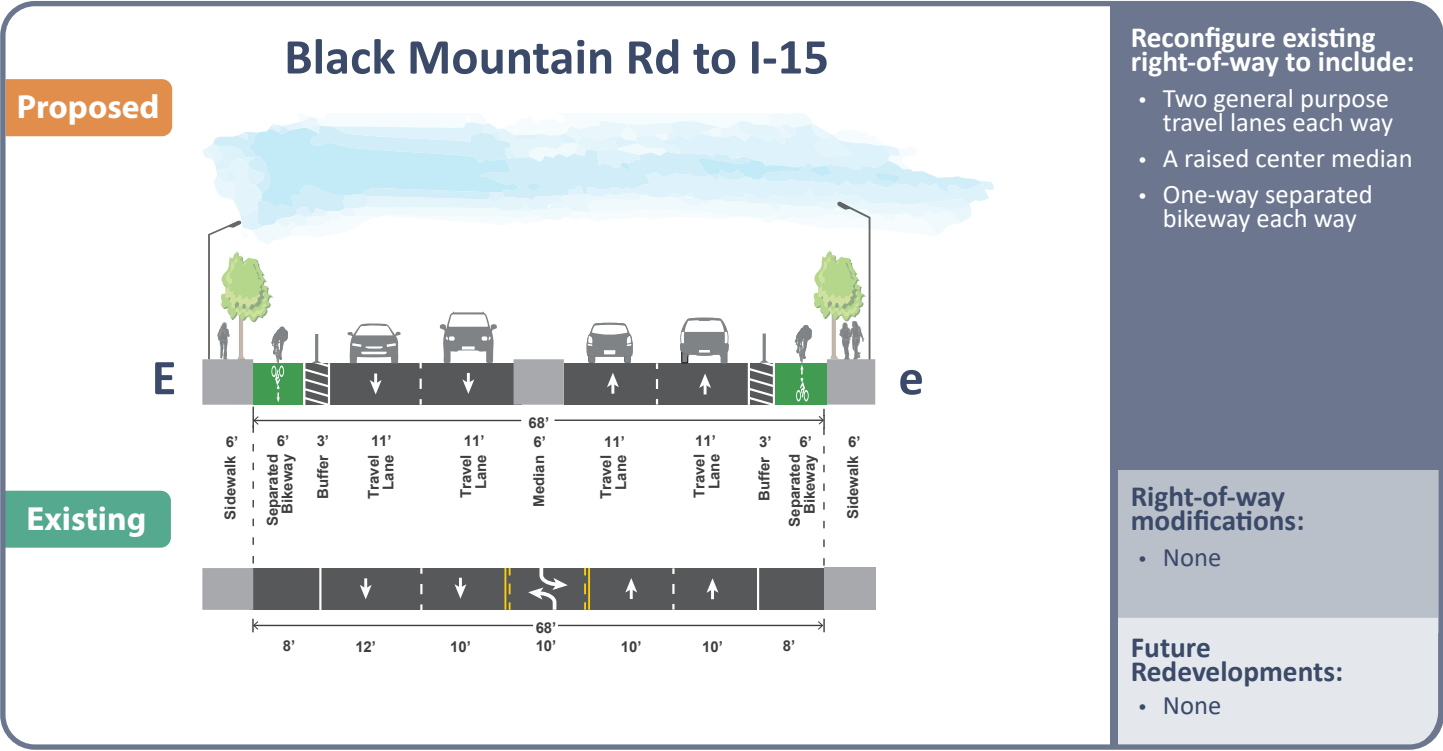 Black Mountain Rd to I-15
Proposed
E
e
68’
6’
6’
3’
11’
11’
6’
11’
11’
3’
6’
6’
Sidewalk
Separated
Bikeway
Buffer
Travel
Lane
Travel
Lane
Median
Travel
Lane
Travel
Lane
Buffer
Separated
Bikeway
Sidewalk
Existing
68’
8’
12’
10’
10’
10’
10’
8’
Reconfigure existing
right-of-way to include:
• Two general purpose
travel lanes each way
• A raised center median
• One-way separated
bikeway each way
Right-of-way
modifications:
• None
Future
Redevelopments:
• None